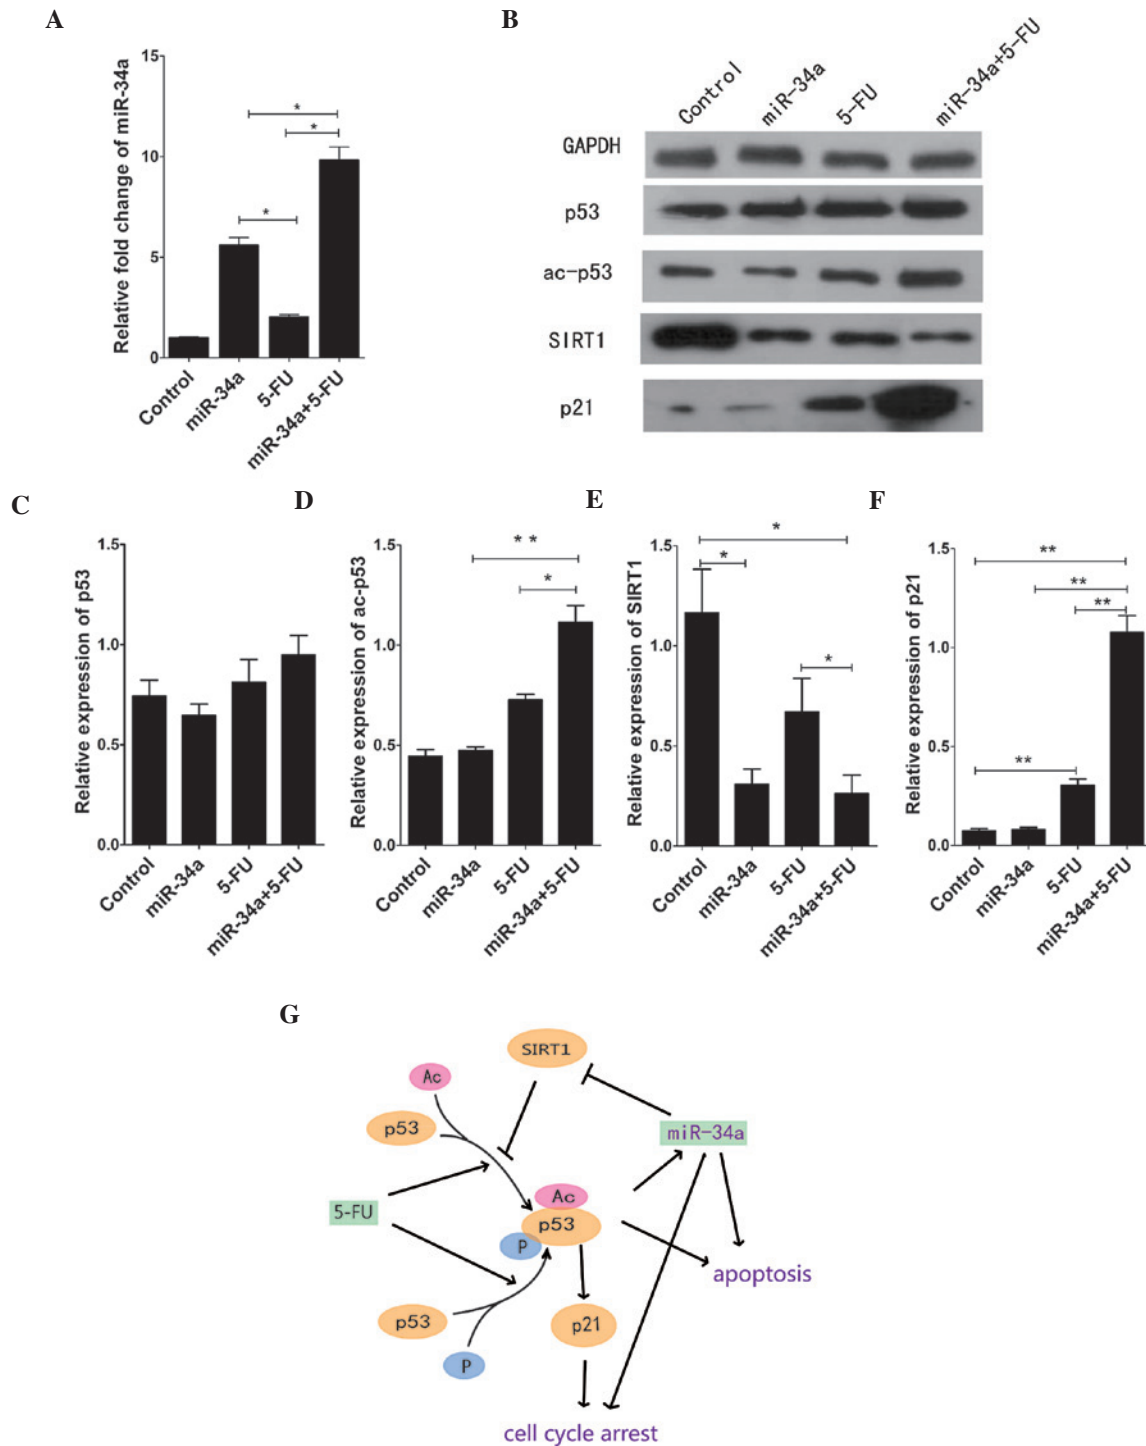 A
Relative fold change of miR-34a
15
10
5
0
*
*
*
Control
miR-34a
5-FU
miR-34a+5-FU
B
Control
miR-34a
5-FU
miR-34a+5-FU
GAPDH
p53
ac-p53
SIRT1
p21
C
Relative expression of p53
1.5
1.0
0.5
0.0
Control
miR-34a
5-FU
miR-34a+5-FU
D
Relative expression of ac-p53
1.5
1.0
0.5
0.0
* *
*
Control
miR-34a
5-FU
miR-34a+5-FU
E
Relative expression of SIRT1
1.5
1.0
0.5
0.0
*
*
*
Control
miR-34a
5-FU
miR-34a+5-FU
F
Relative expression of p21
1.5
1.0
0.5
0.0
**
**
**
**
Control
miR-34a
5-FU
miR-34a+5-FU
G
SIRT1
Ac
p53
miR-34a
5-FU
Ac
p53
P
apoptosis
p53
p21
P
cell cycle arrest